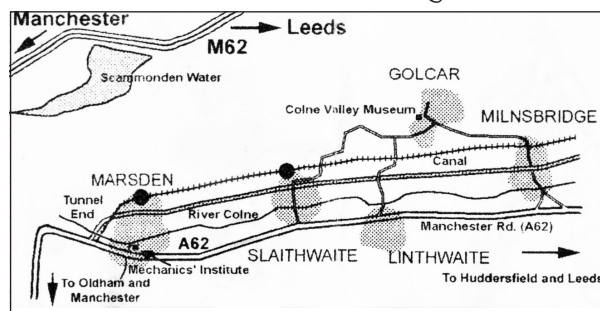 Manchester
Leeds
M62
Scammonden Water
GOLCAR
Colne Valley Museum
MILNSBRIDGE
MARSDEN
Canal
Tunnel
End
River Colne
A62
Manchester Rd. (A62)
SLAITHWAITE
LINTHWAITE
Mechanics' Institute
To Oldham and
Manchester
To Huddersfield and Leeds